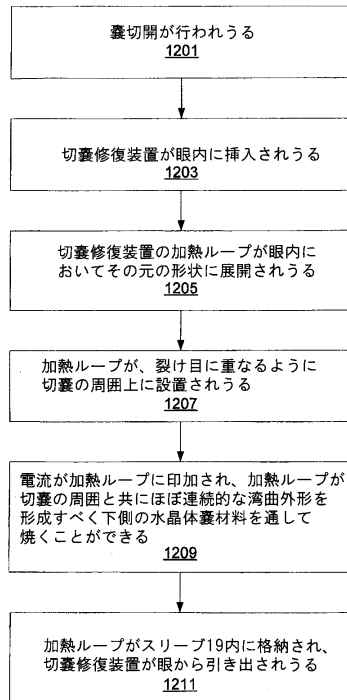 嚢切開が行われうる
1201
切嚢修復装置が眼内に挿入されうる
1203
切嚢修復装置の加熱ループが眼内に
おいてその元の形状に展開されうる
1205
加熱ループが、裂け目に重なるように
切嚢の周囲上に設置されうる
1207
電流が加熱ループに印加され、加熱ループが
切嚢の周囲と共にほぼ連続的な湾曲外形を
形成すべく下側の水晶体嚢材料を通して
焼くことができる
1209
加熱ループがスリーブ19内に格納され、
切嚢修復装置が眼から引き出されうる
1211